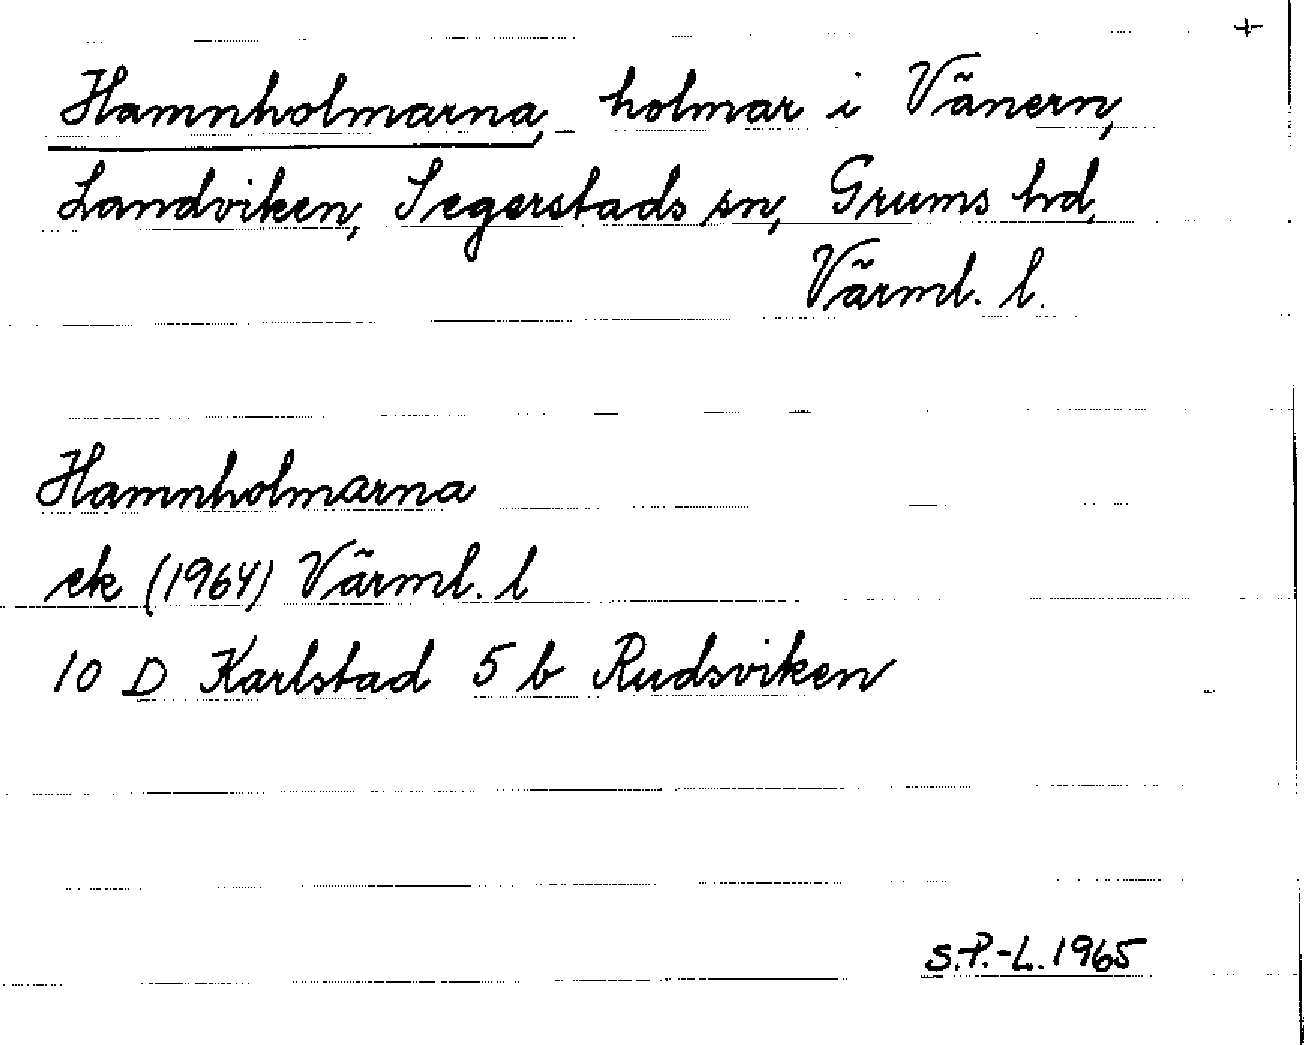 +
Hamnholmarna, holmar i Vänern,
Landviken, Segerstads sn, Grums hd,
Värml. l.
Hamnholmarna
ek (1964) Värml. l
10 D Karlstad 5 b Rudsviken
S.P.-L. 1965